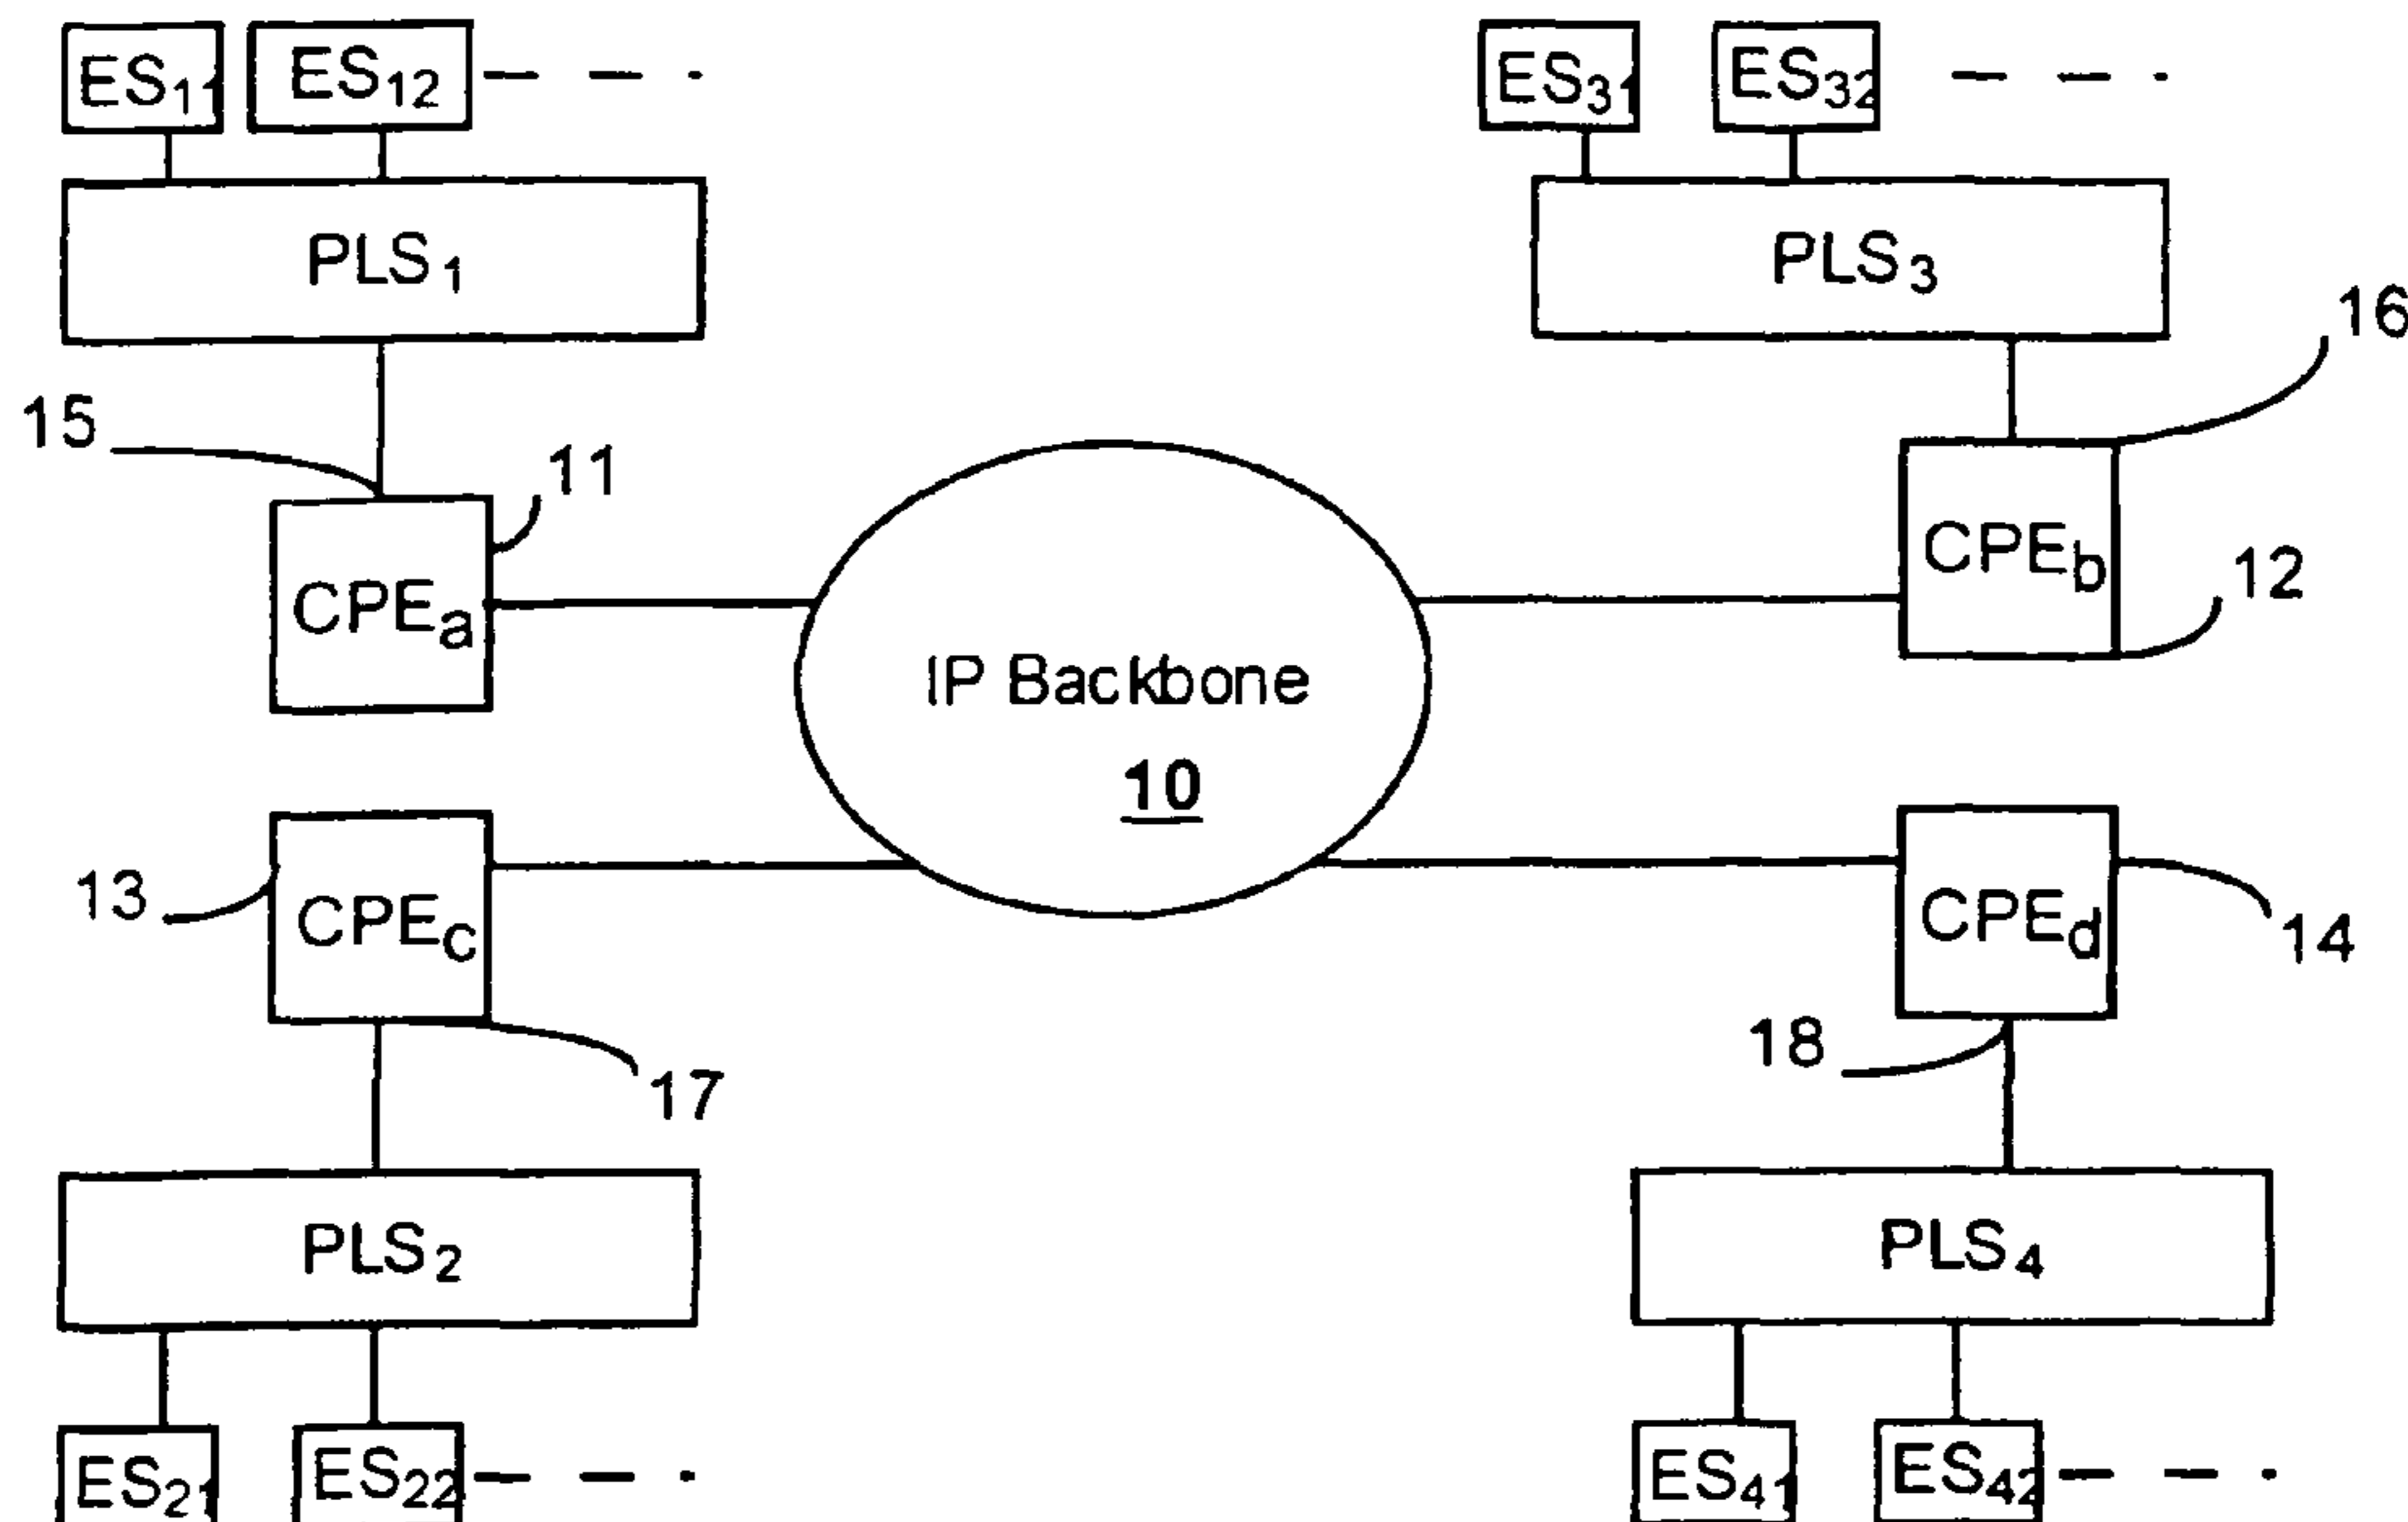 ES11 ES12 ES31 ES32
PLS1 PLS3
16
15 11
CPEa CPEb 12
IP Backbone
10
13 CPEc CPEd 14
18
17
PLS2 PLS4
ES21 ES22 ES41 ES42